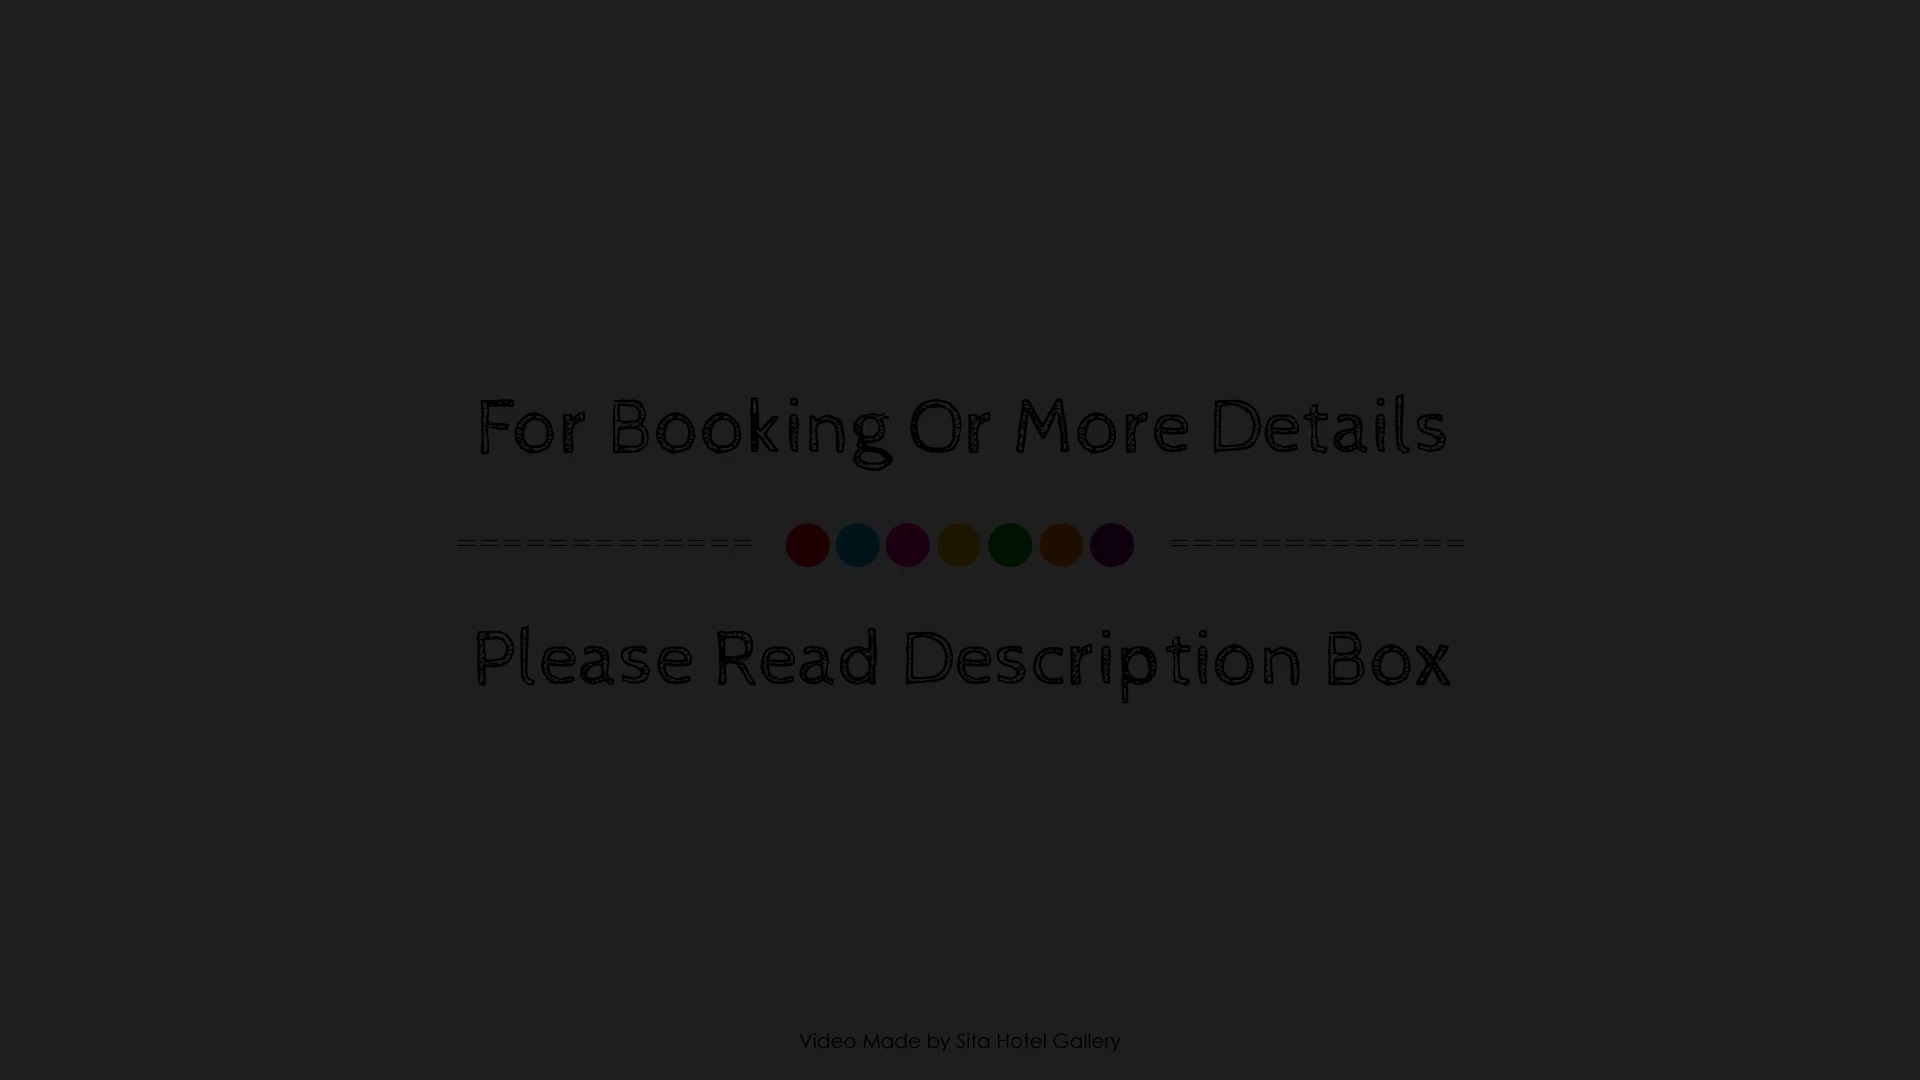 For Booking Or More Details
============= =============
Please Read Description Box
Video Made by Sita Hotel Gallery